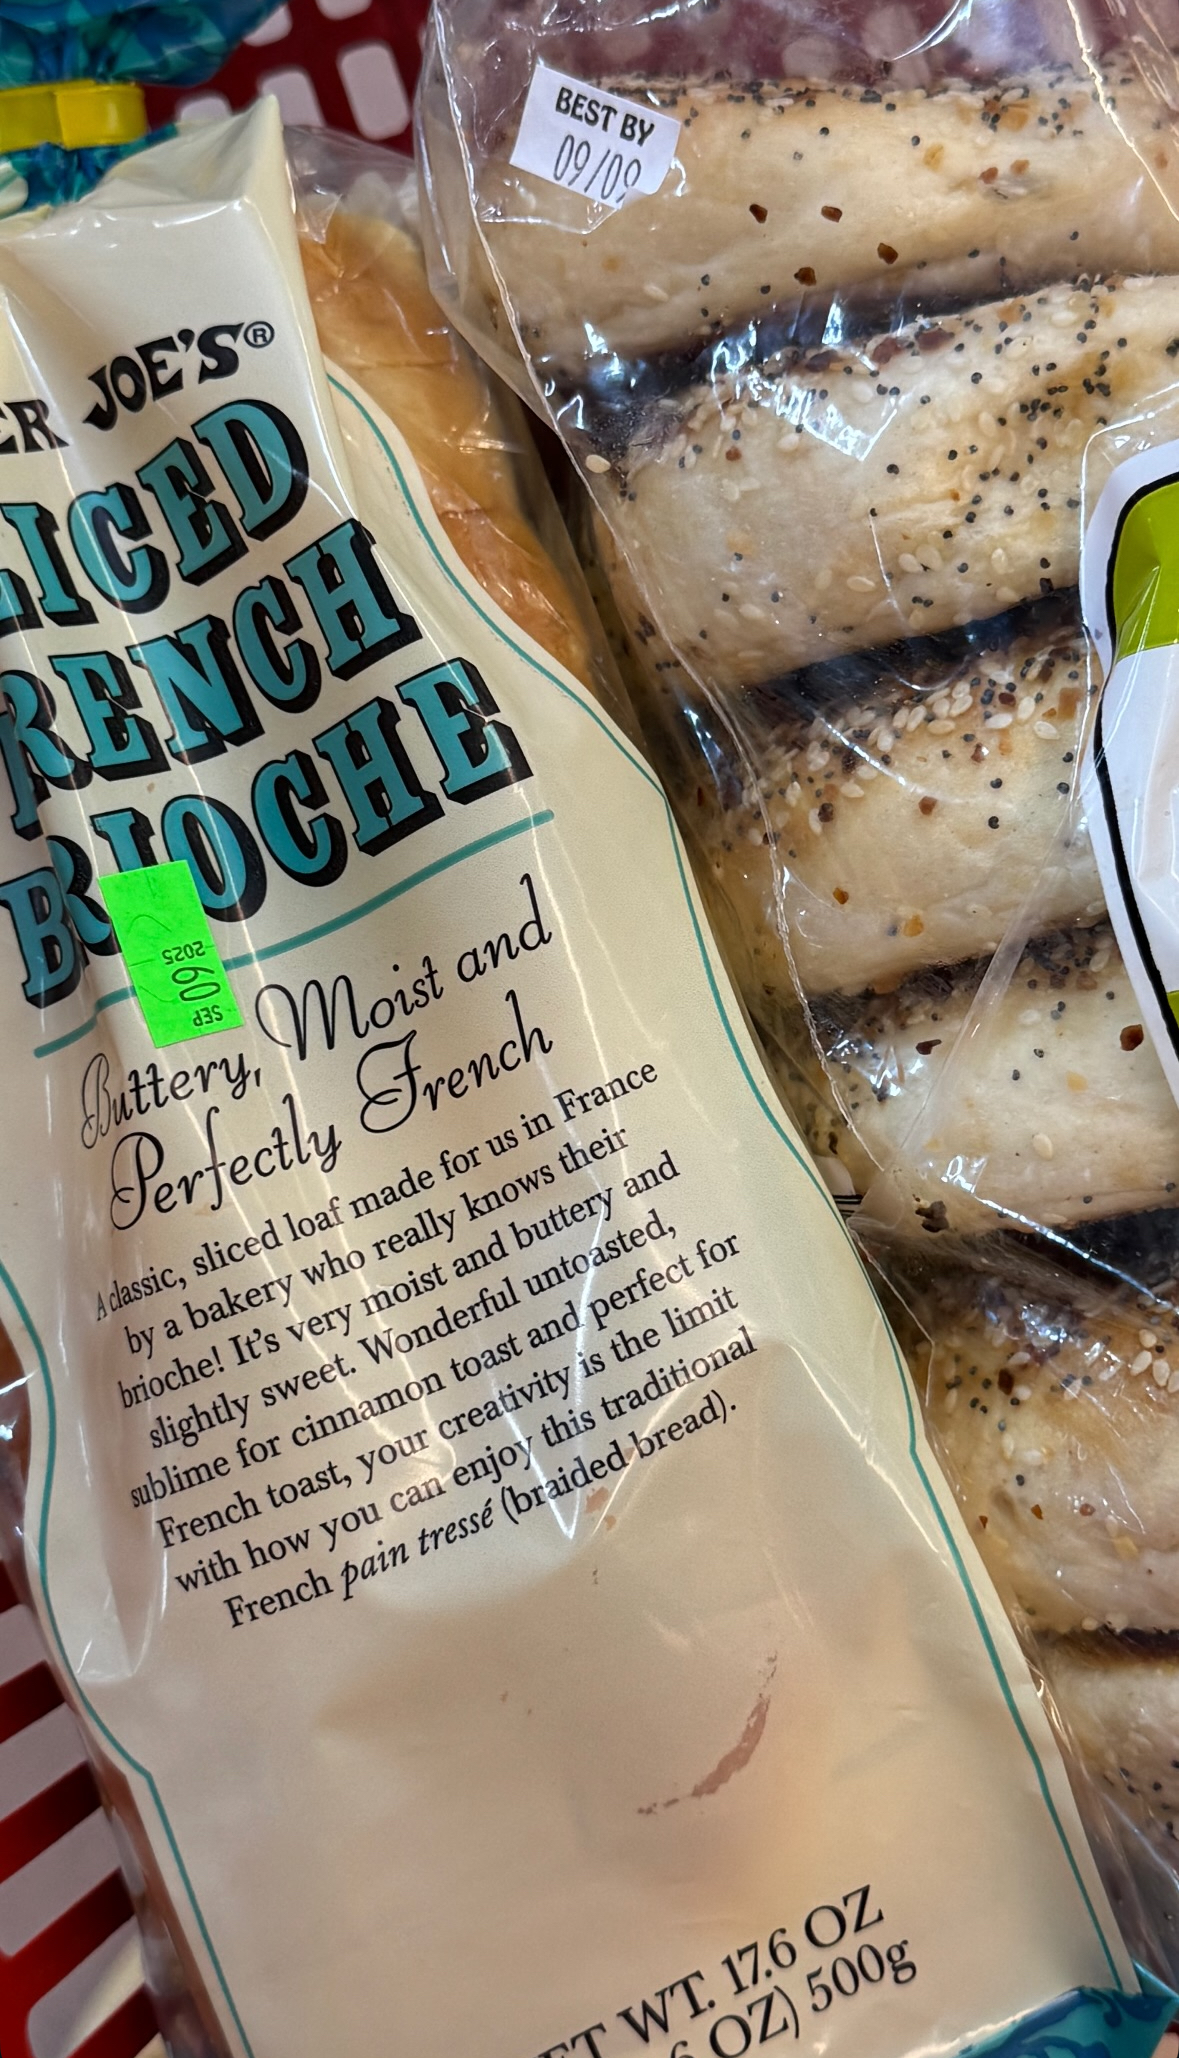 BEST BY
09/09
ER JOE'S®
LICED
RENCH
BRIOCHE
SEP
09
2025
Buttery, Moist and
Perfectly French
A classic, sliced loaf made for us in France
by a bakery who really knows their
brioche! It's very moist and buttery and
slightly sweet. Wonderful untoasted,
sublime for cinnamon toast and perfect for
French toast, your creativity is the limit
with how you can enjoy this traditional
French pain tressé (braided bread).
ET WT. 17.6 OZ
6 OZ) 500g